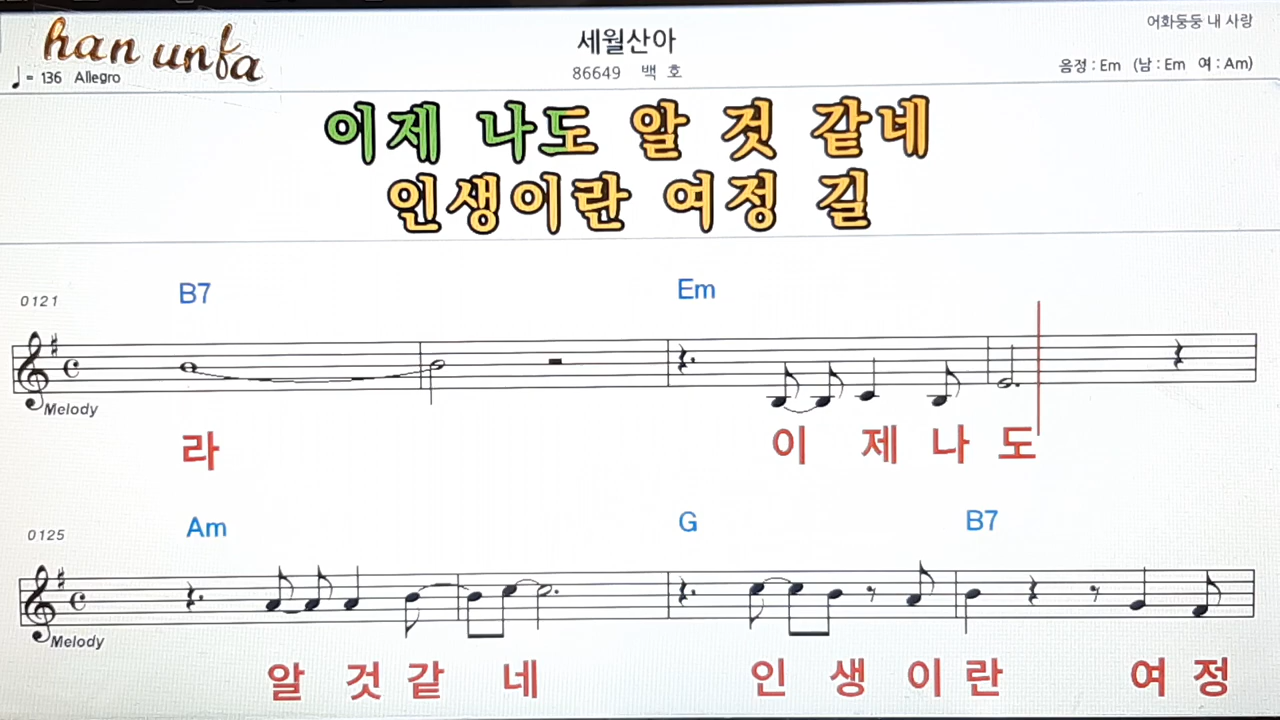 han unfa
어화둥둥 내 사랑
세월산아
♩= 136 Allegro
86649 백 호
음정 : Em (남 : Em 여 : Am)
이제 나도 알 것 같네
인생이란 여정 길
0121 B7 Em
Melody
라 이 제 나 도
0125 Am G B7
Melody
알 것 같 네 인 생 이 란 여 정